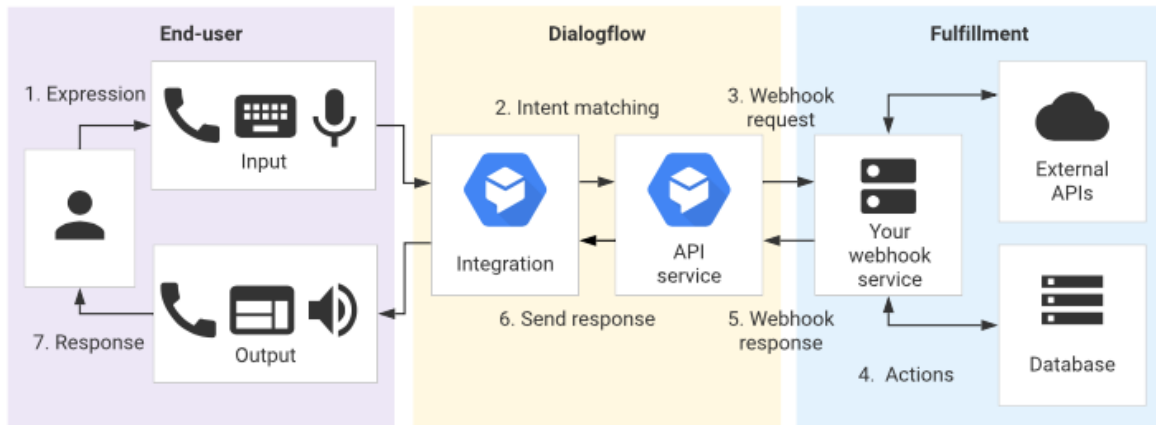 End-user
Dialogflow
Fulfillment
1. Expression
Input
2. Intent matching
3. Webhook
request
External
APIs
Integration
API
service
Your
webhook
service
7. Response
Output
6. Send response
5. Webhook
response
4. Actions
Database